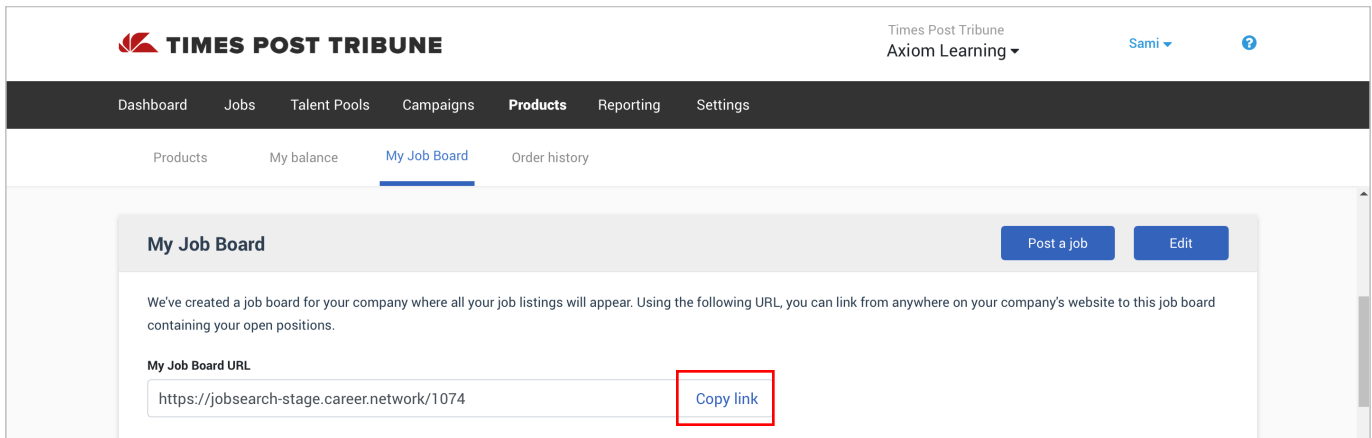 TIMES POST TRIBUNE
Times Post Tribune
Axiom Learning
Sami
?
Dashboard Jobs Talent Pools Campaigns Products Reporting Settings
Products My balance My Job Board Order history
My Job Board Post a job Edit
We've created a job board for your company where all your job listings will appear. Using the following URL, you can link from anywhere on your company's website to this job board
containing your open positions.
My Job Board URL
https://jobsearch-stage.career.network/1074 Copy link